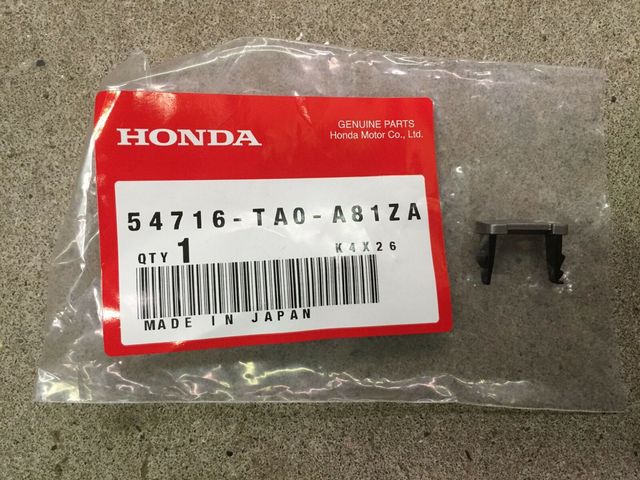 HONDA
GENUINE PARTS
Honda Motor Co., Ltd.
54716-TA0-A81ZA
QTY 1 K4X26
MADE IN JAPAN